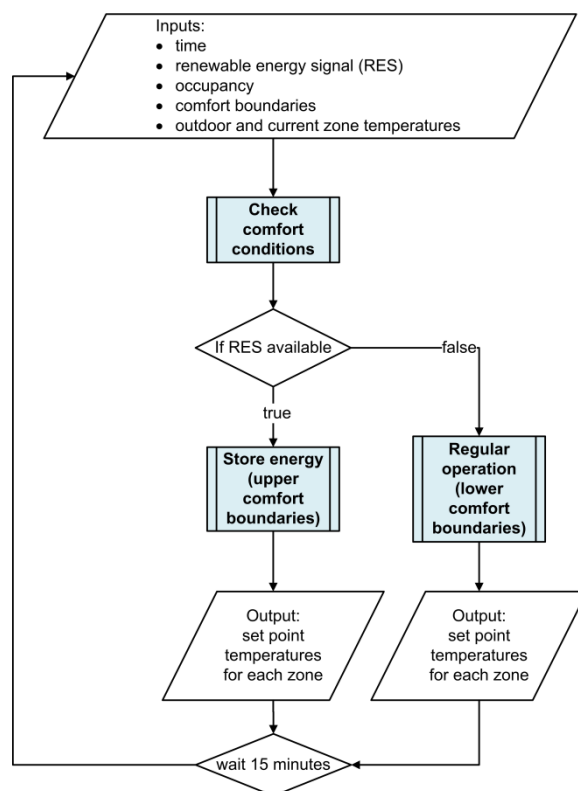 Inputs:
• time
• renewable energy signal (RES)
• occupancy
• comfort boundaries
• outdoor and current zone temperatures
Check
comfort
conditions
If RES available
false
true
Store energy
(upper
comfort
boundaries)
Regular
operation
(lower
comfort
boundaries)
Output:
set point
temperatures
for each zone
Output:
set point
temperatures
for each zone
wait 15 minutes